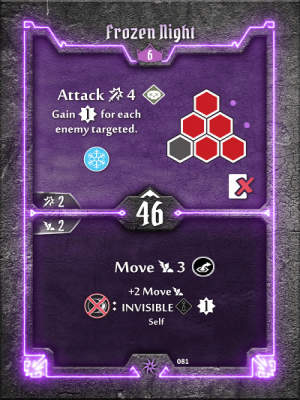 Frozen Night
6
Attack 4
Gain 1 for each
enemy targeted.
2
46
2
Move 3
+2 Move
: INVISIBLE 1
Self
081